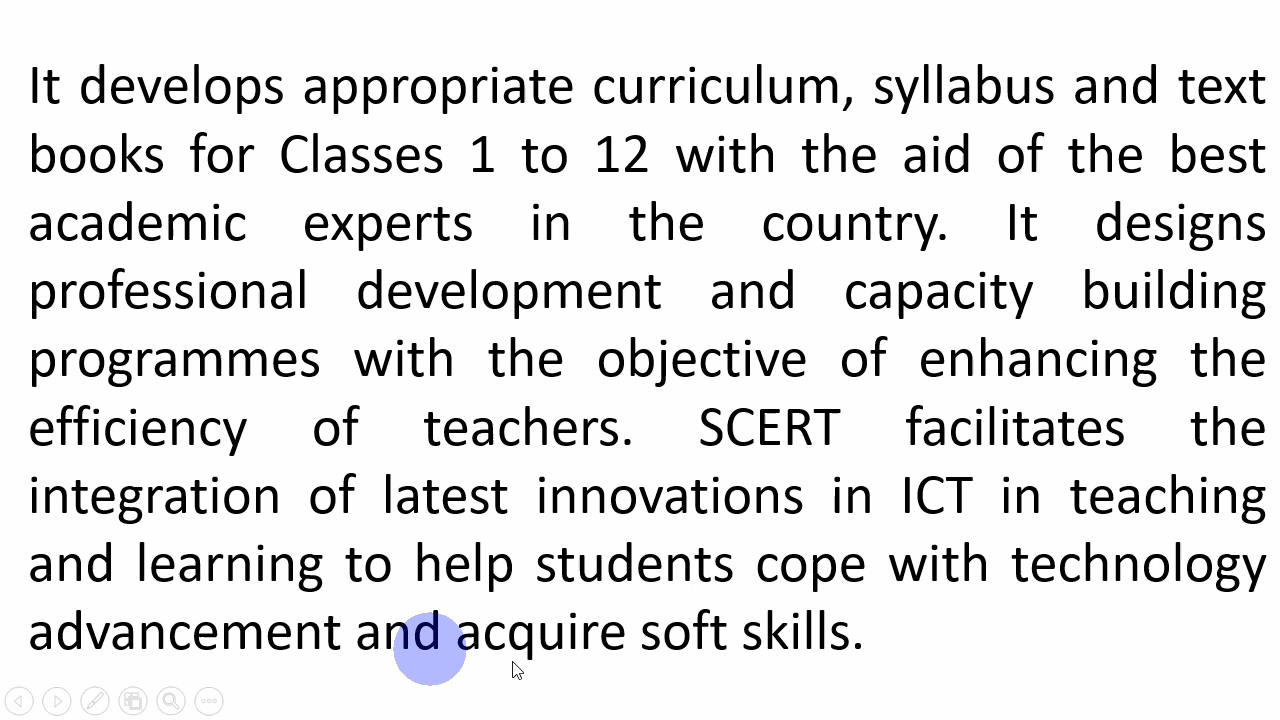 It develops appropriate curriculum, syllabus and text
books for Classes 1 to 12 with the aid of the best
academic experts in the country. It designs
professional development and capacity building
programmes with the objective of enhancing the
efficiency of teachers. SCERT facilitates the
integration of latest innovations in ICT in teaching
and learning to help students cope with technology
advancement and acquire soft skills.